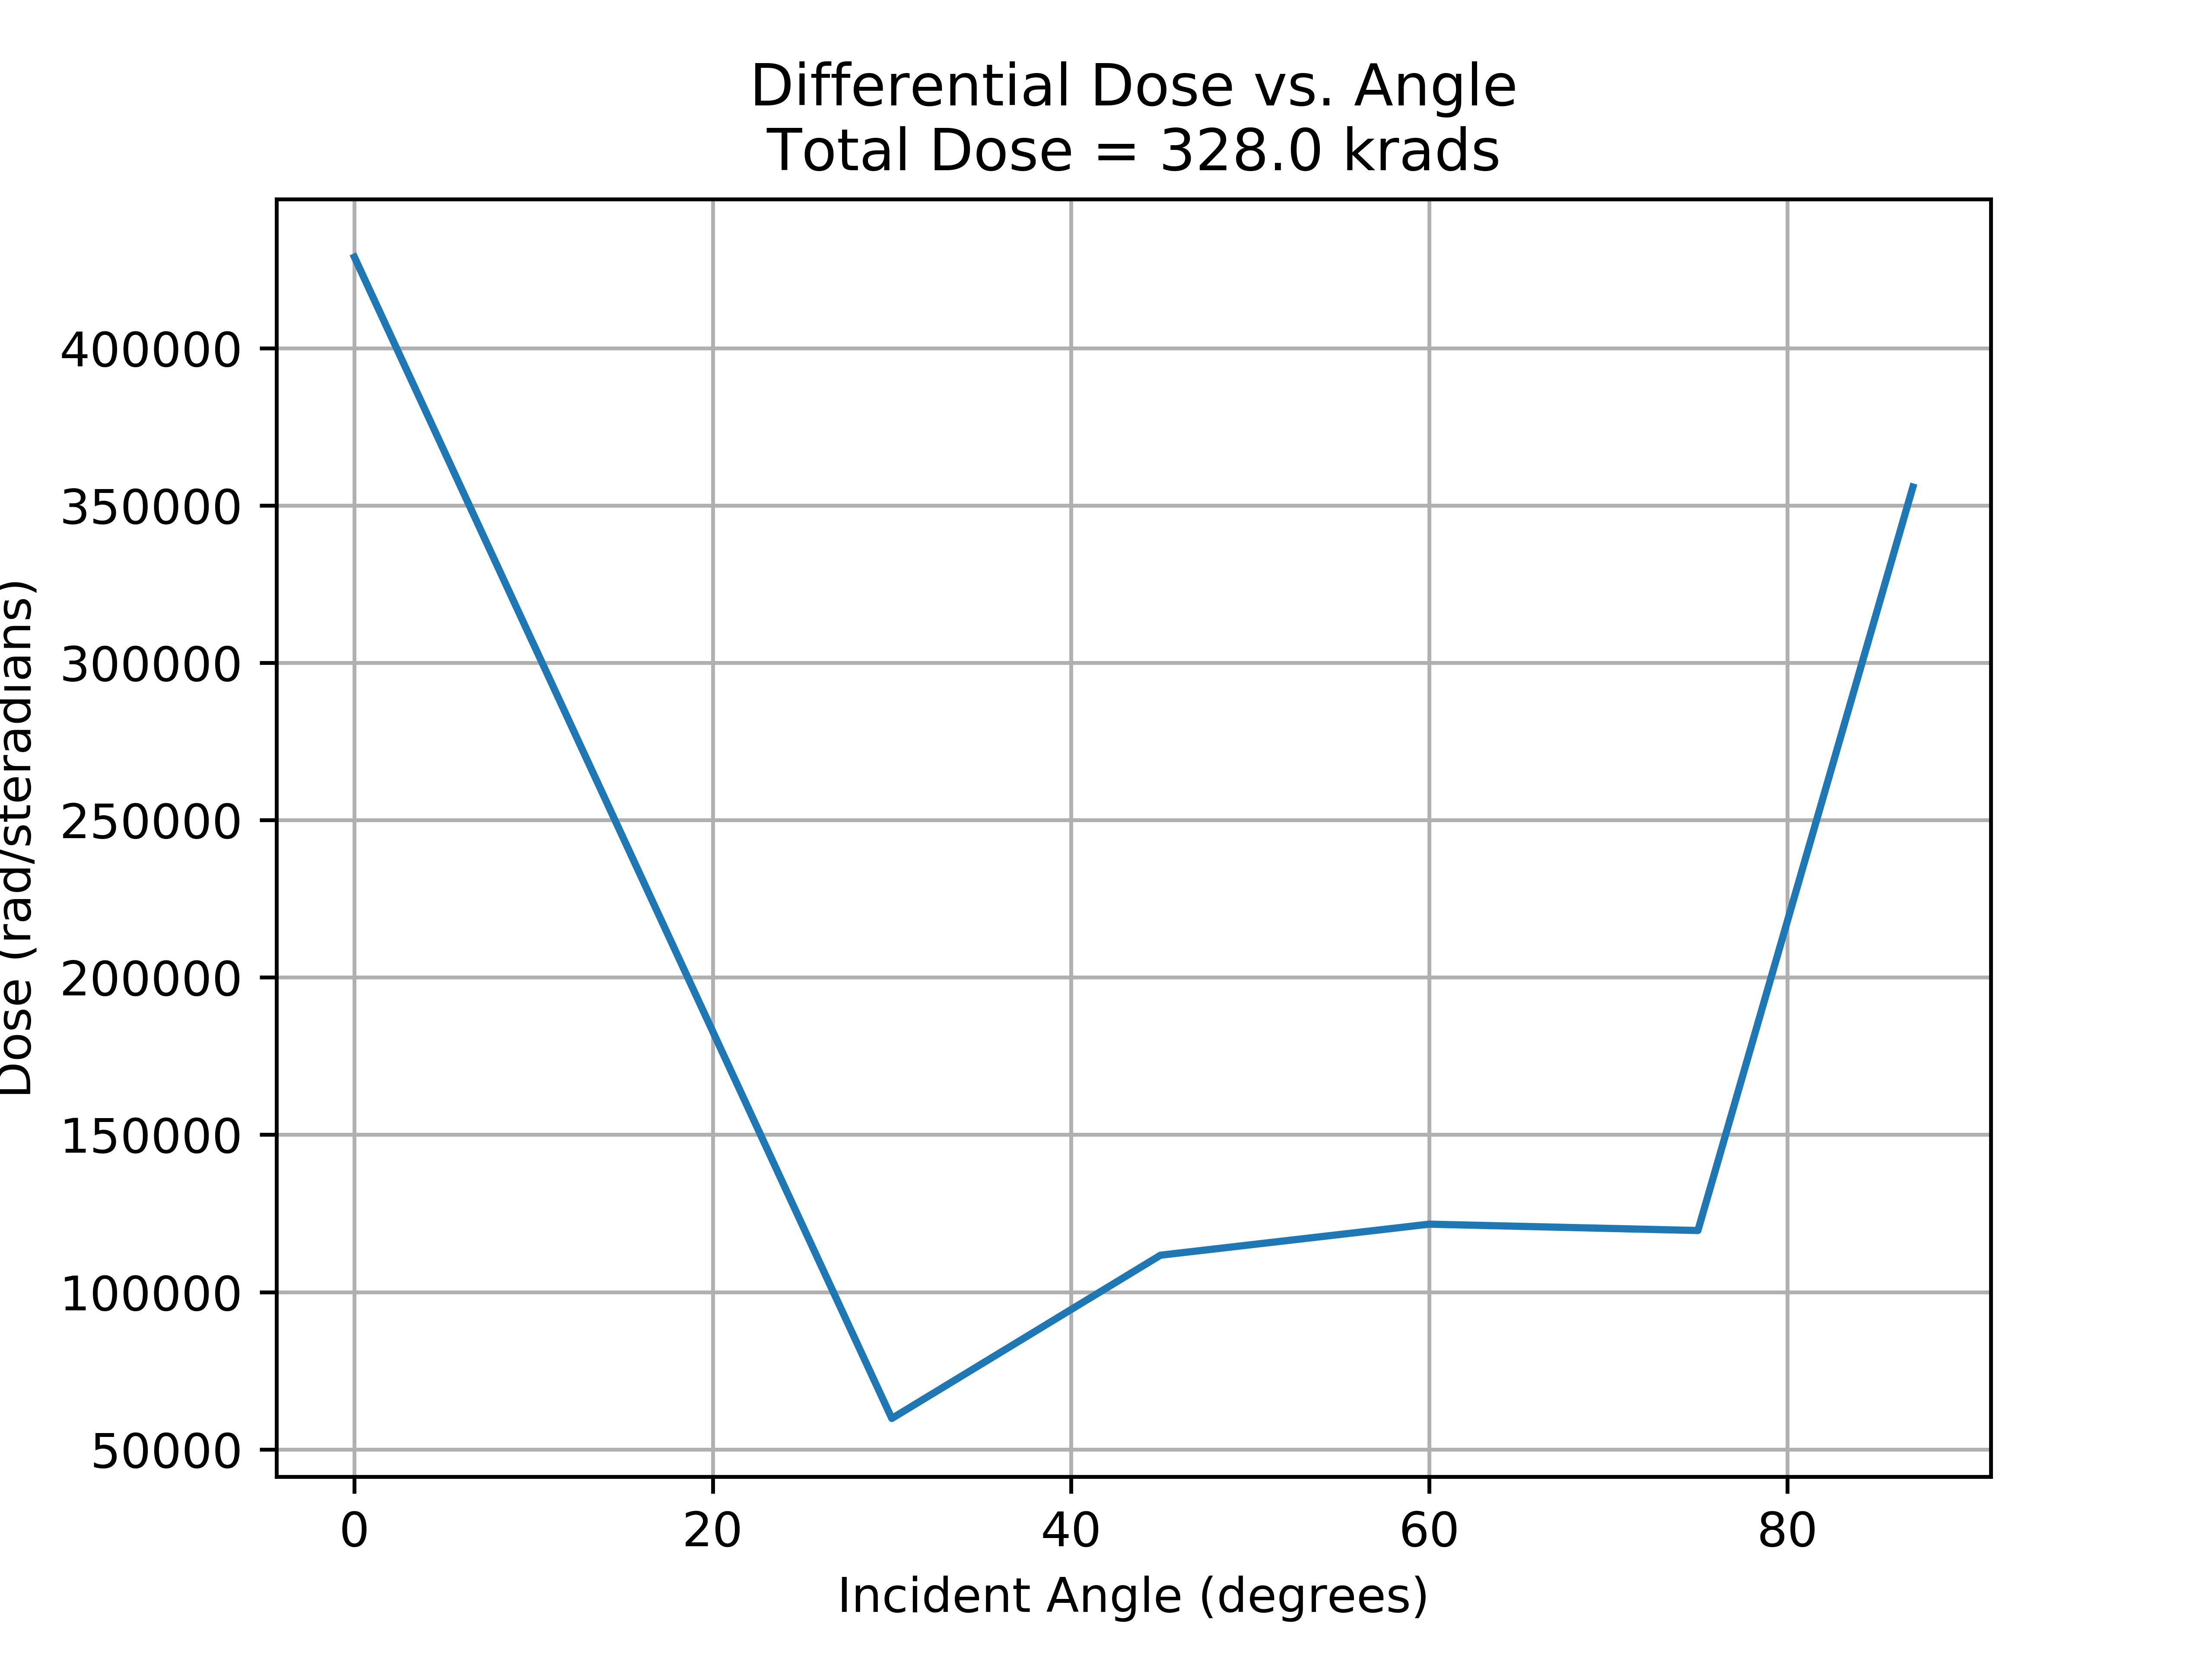 Differential Dose vs. Angle
Total Dose = 328.0 krads
Dose (rad/steradians)
400000
350000
300000
250000
200000
150000
100000
50000
0 20 40 60 80
Incident Angle (degrees)